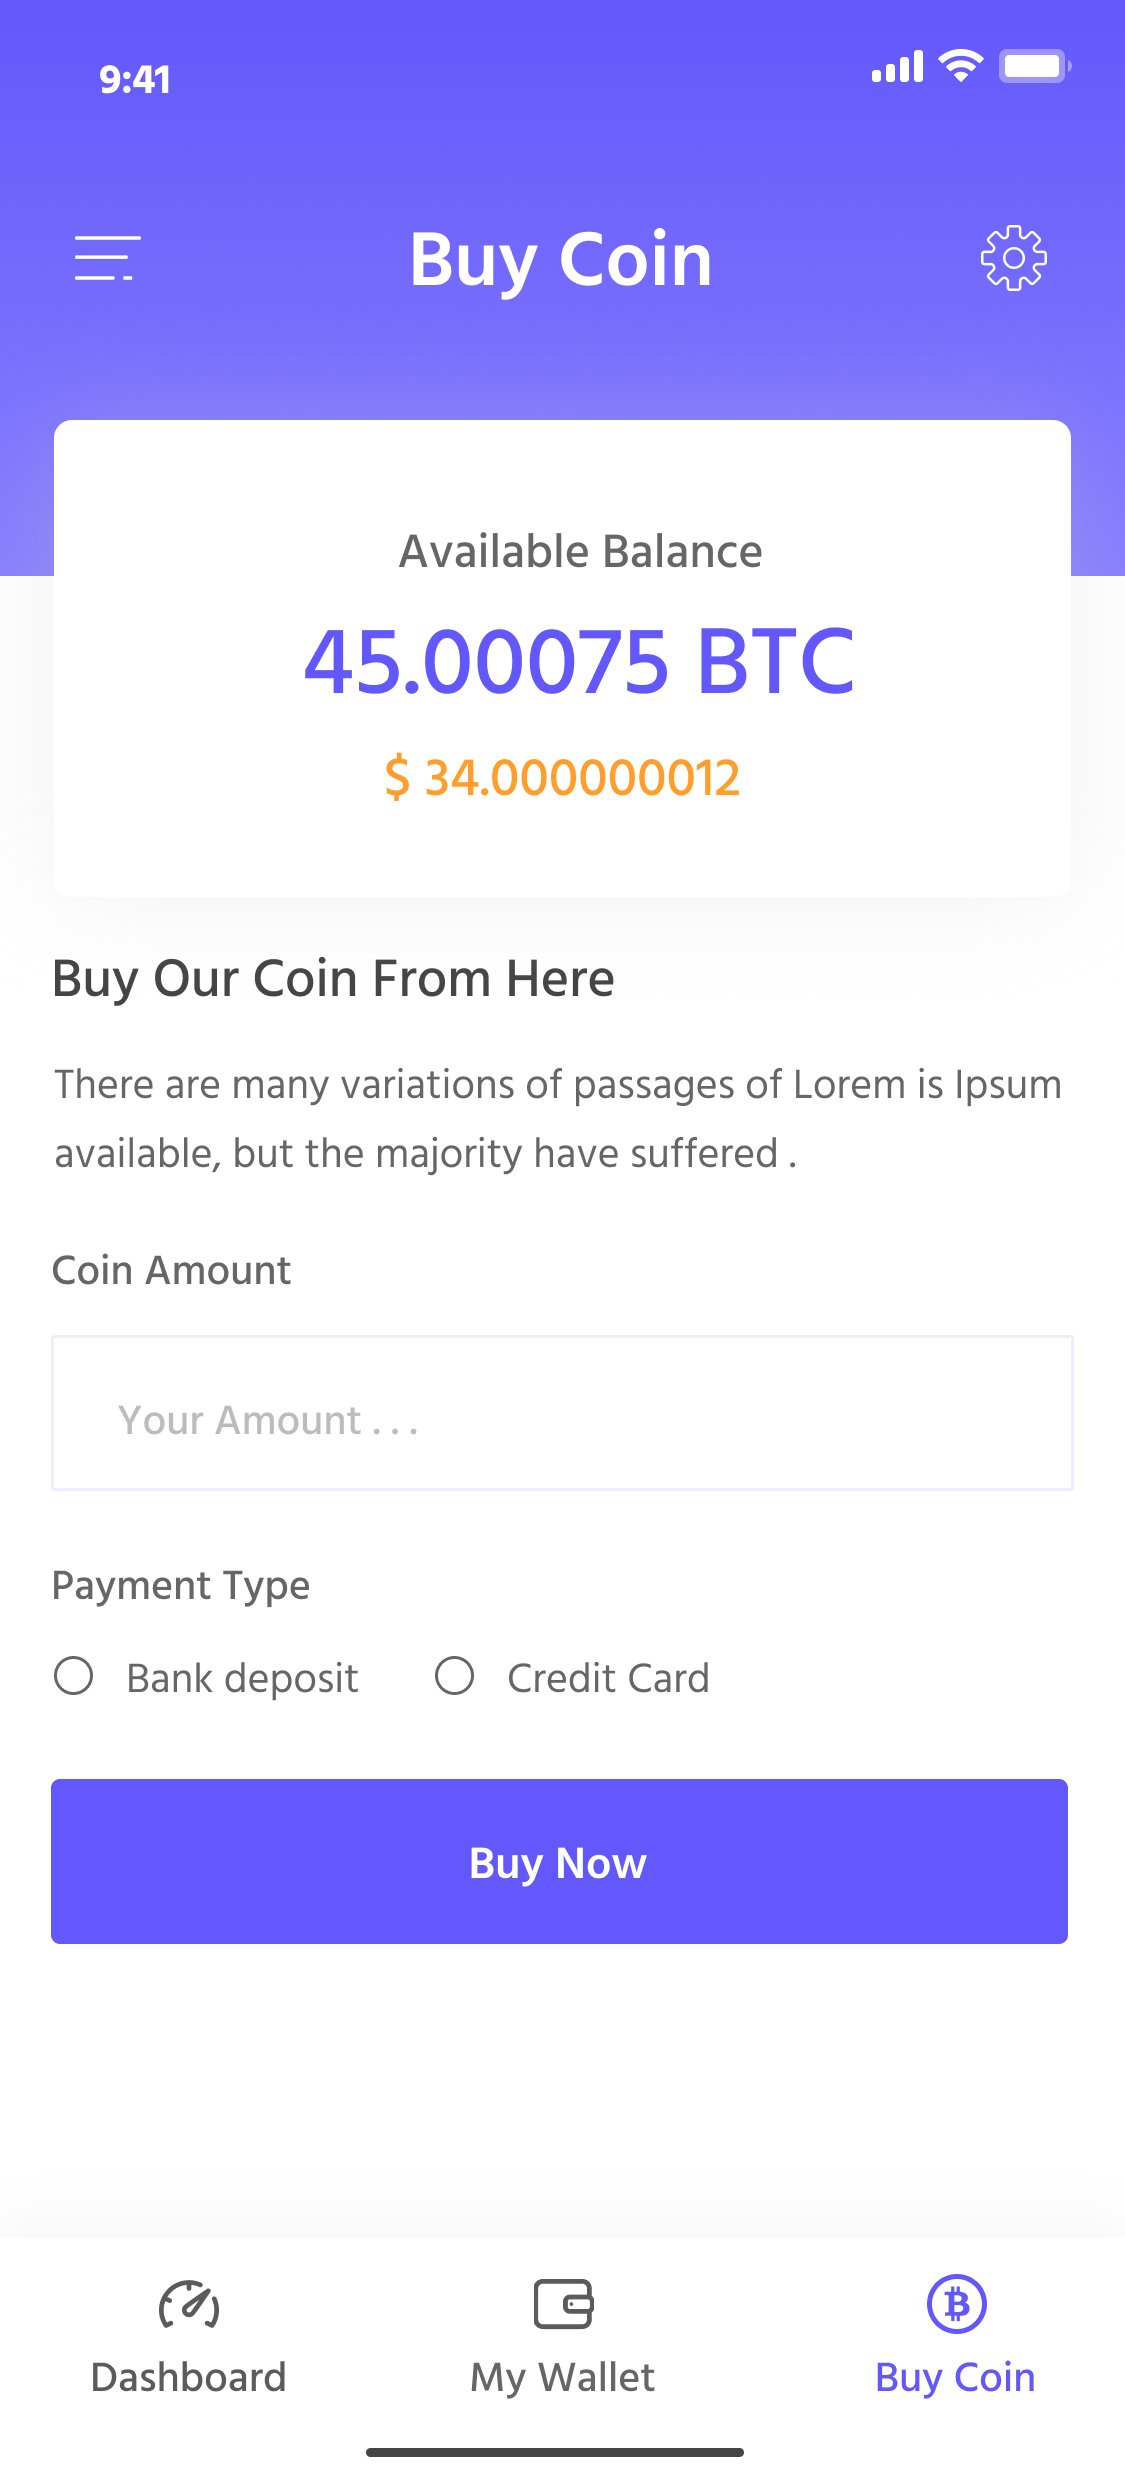 9:41
Buy Coin
Available Balance
45.00075 BTC
$ 34.000000012
Buy Our Coin From Here
There are many variations of passages of Lorem is Ipsum
available, but the majority have suffered .
Coin Amount
Your Amount . . .
Payment Type
Bank deposit Credit Card
Buy Now
Dashboard My Wallet Buy Coin